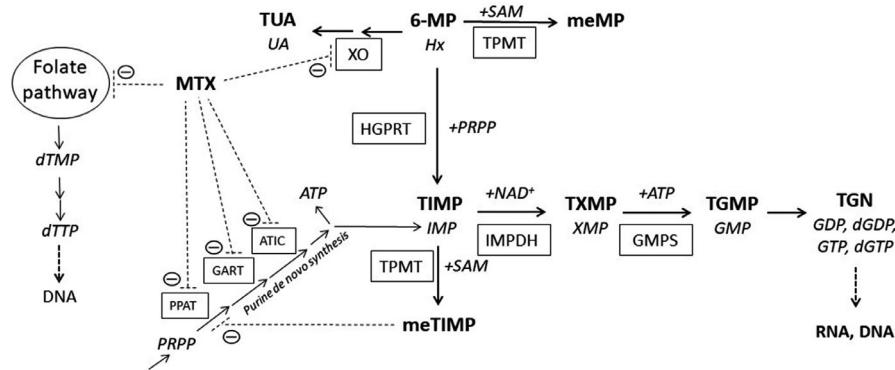 TUA
UA
6-MP
Hx
+SAM
TPMT
meMP
XO
Folate
pathway
MTX
HGPRT
+PRPP
dTMP
dTTP
DNA
ATP
ATIC
GART
PPAT
Purine de novo synthesis
PRPP
TIMP
IMP
+NAD+
IMPDH
TXMP
XMP
+ATP
GMPS
TGMP
GMP
TGN
GDP, dGDP,
GTP, dGTP
TPMT
+SAM
meTIMP
RNA, DNA